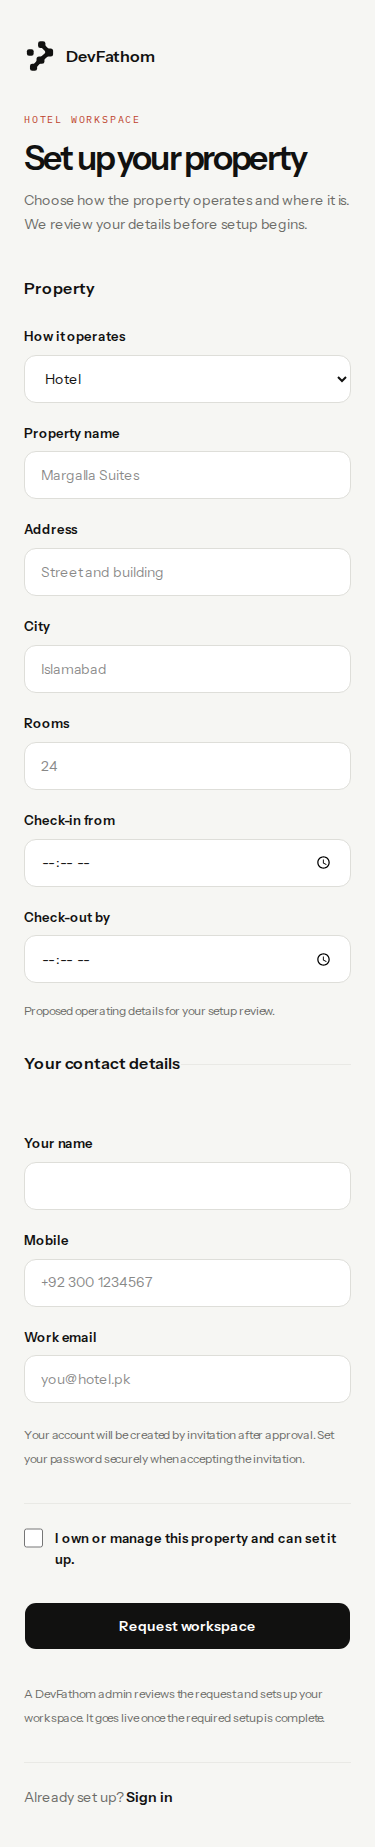 DevFathom
HOTEL WORKSPACE
Set up your property
Choose how the property operates and where it is.
We review your details before setup begins.
Property
How it operates
Hotel
Property name
Margalla Suites
Address
Street and building
City
Islamabad
Rooms
24
Check-in from
--:-- --
Check-out by
--:-- --
Proposed operating details for your setup review.
Your contact details
Your name
Mobile
+92 300 1234567
Work email
you@hotel.pk
Your account will be created by invitation after approval. Set
your password securely when accepting the invitation.
I own or manage this property and can set it
up.
Request workspace
A DevFathom admin reviews the request and sets up your
workspace. It goes live once the required setup is complete.
Already set up? Sign in